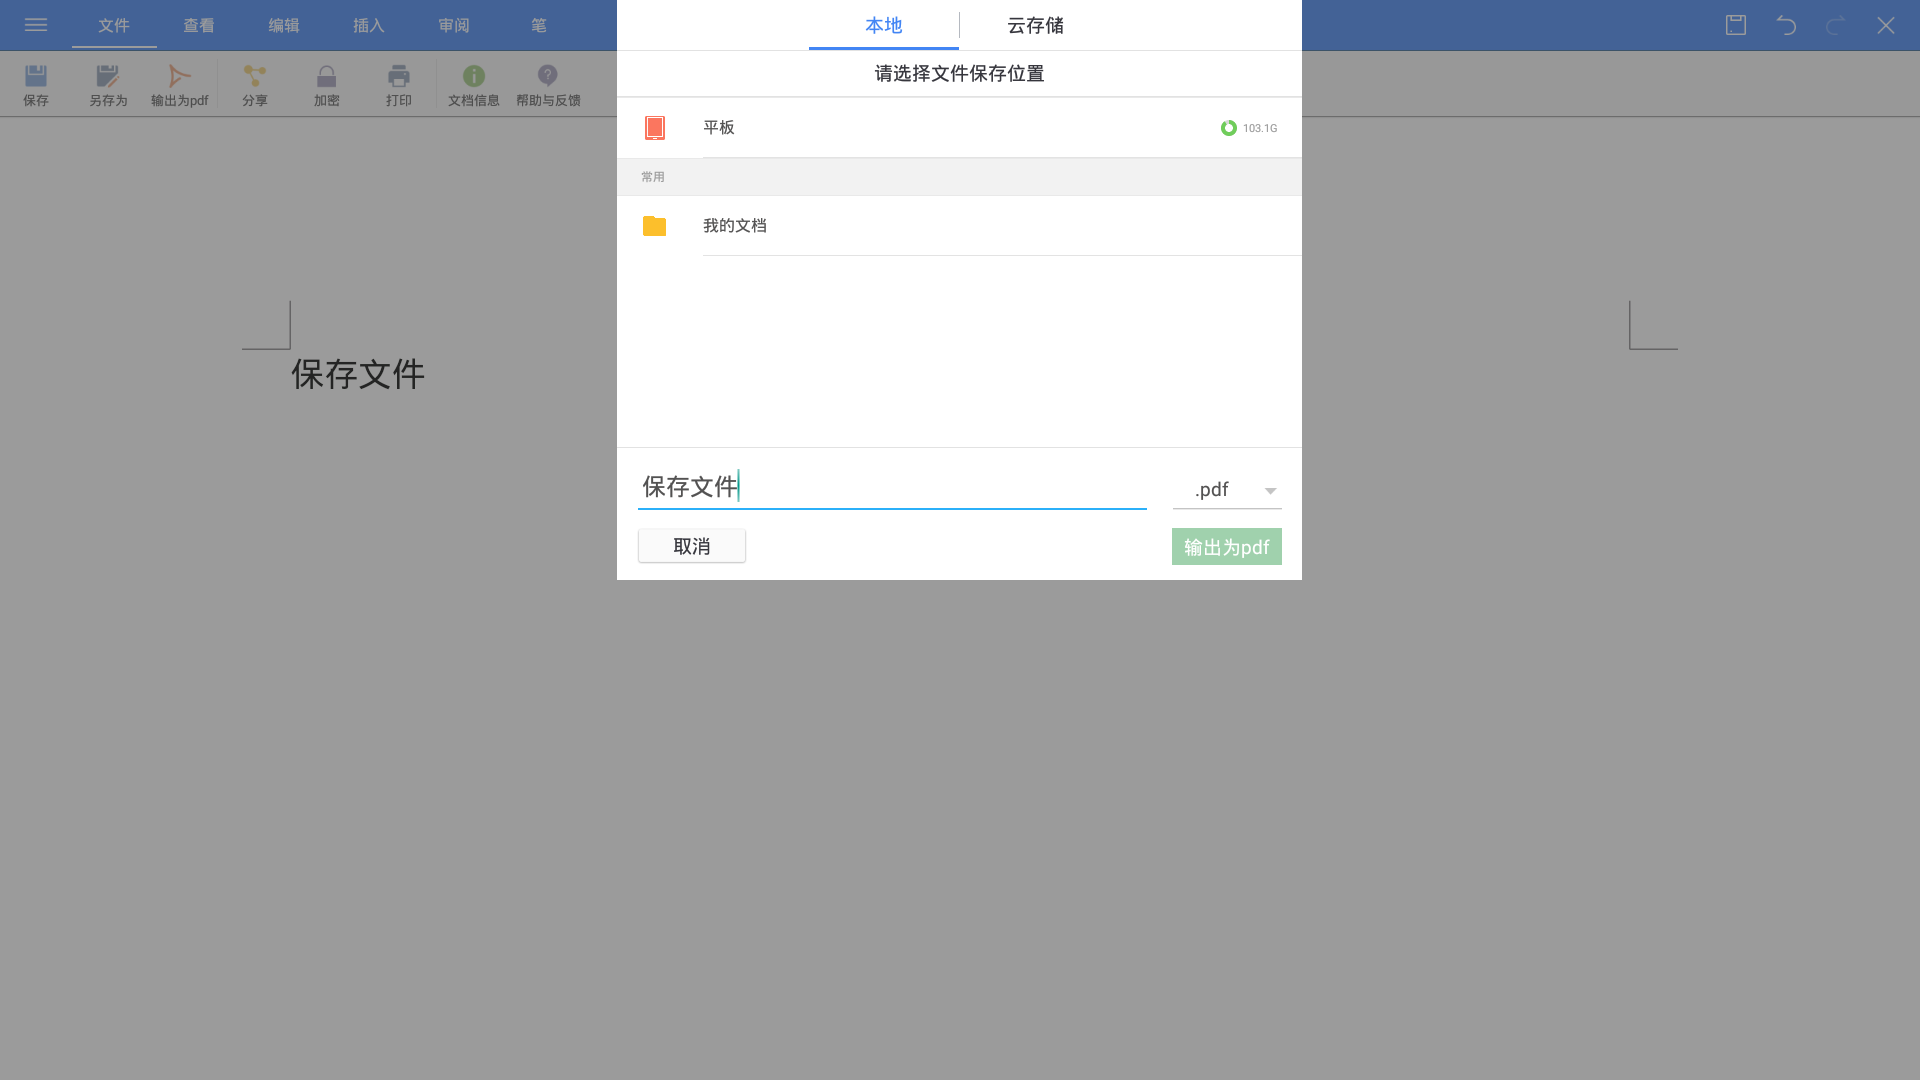 文件 查看 编辑 插入 审阅 笔
保存 另存为 输出为pdf 分享 加密 打印 文档信息 帮助与反馈
保存文件
本地 云存储
请选择文件保存位置
平板 103.1G
常用
我的文档
保存文件 .pdf
取消 输出为pdf